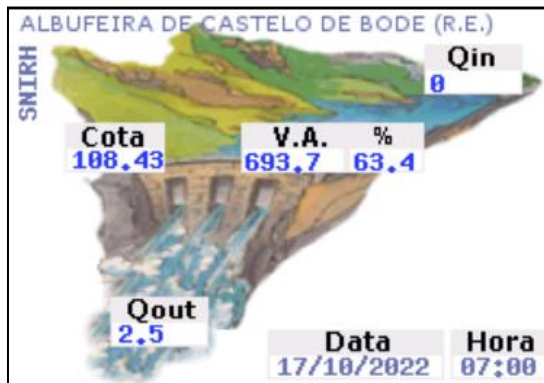 ALBUFEIRA DE CASTELO DE BODE (R.E.)
SNIRH
Qin
0
Cota
108.43
V.A. %
693.7 63.4
Qout
2.5
Data Hora
17/10/2022 07:00